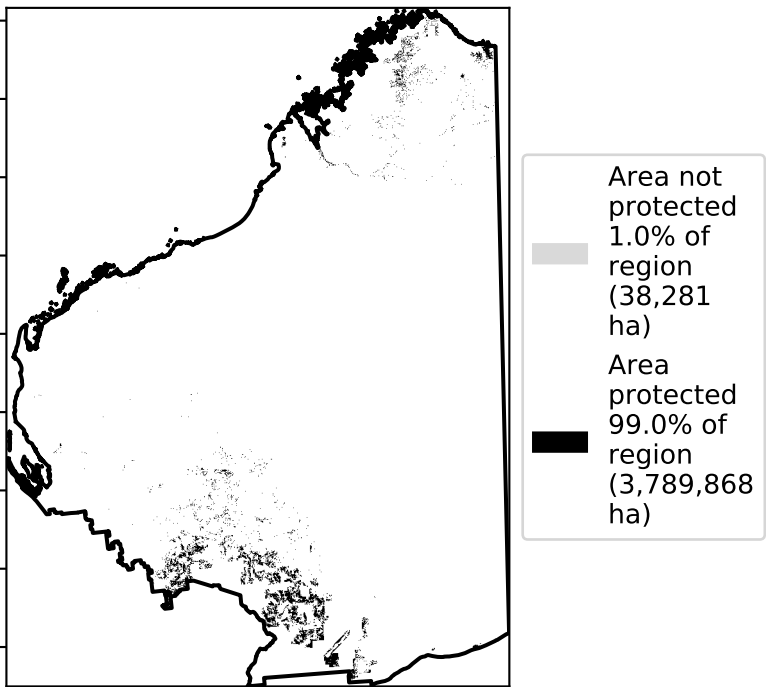 Area not
protected
1.0% of
region
(38,281
ha)
Area
protected
99.0% of
region
(3,789,868
ha)